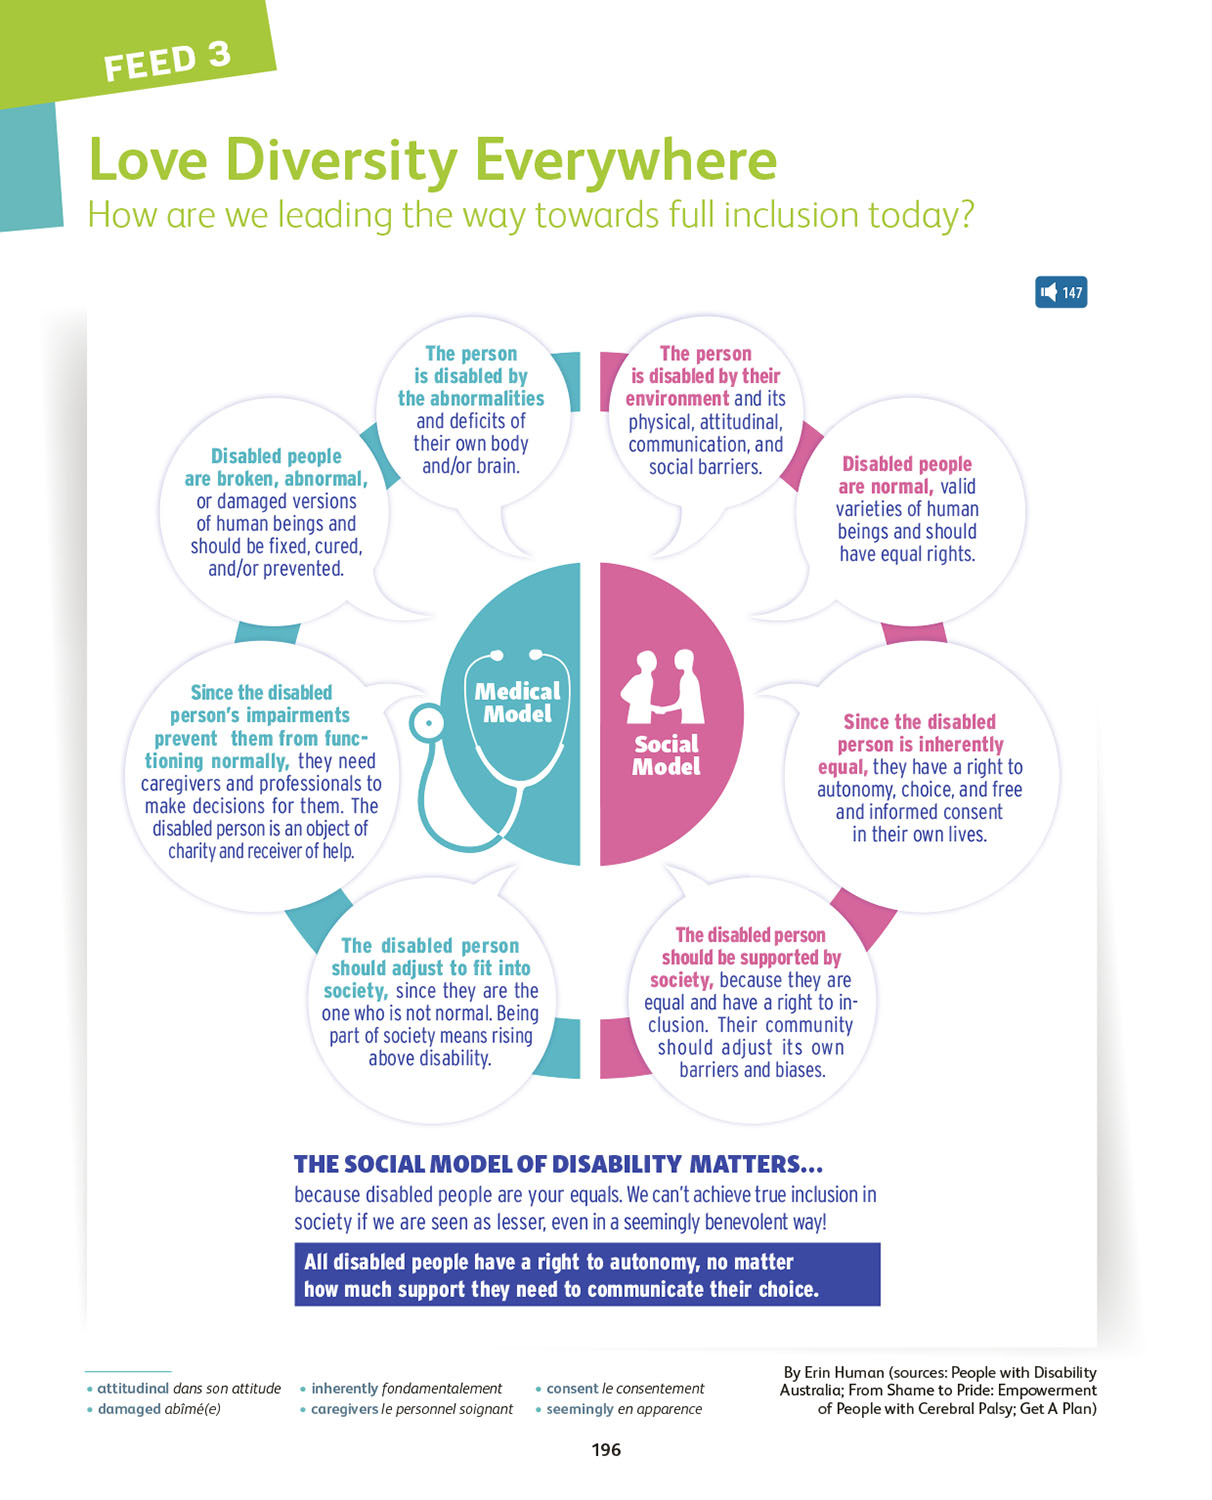 FEED 3
Love Diversity Everywhere
How are we leading the way towards full inclusion today?
147
The person
is disabled by
the abnormalities
and deficits of
their own body
and/or brain.
Disabled people
are broken, abnormal,
or damaged versions
of human beings and
should be fixed, cured,
and/or prevented.
Since the disabled
person's impairments
prevent them from func-
tioning normally, they need
caregivers and professionals to
make decisions for them. The
disabled person is an object of
charity and receiver of help.
The disabled person
should adjust to fit into
society, since they are the
one who is not normal. Being
part of society means rising
above disability.
Medical
Model
Social
Model
The person
is disabled by their
environment and its
physical, attitudinal,
communication, and
social barriers.
Disabled people
are normal, valid
varieties of human
beings and should
have equal rights.
Since the disabled
person is inherently
equal, they have a right to
autonomy, choice, and free
and informed consent
in their own lives.
The disabled person
should be supported by
society, because they are
equal and have a right to in-
clusion. Their community
should adjust its own
barriers and biases.
THE SOCIAL MODEL OF DISABILITY MATTERS...
because disabled people are your equals. We can't achieve true inclusion in
society if we are seen as lesser, even in a seemingly benevolent way!
All disabled people have a right to autonomy, no matter
how much support they need to communicate their choice.
• attitudinal dans son attitude
• damaged abîmé(e)
• inherently fondamentalement
• caregivers le personnel soignant
• consent le consentement
• seemingly en apparence
By Erin Human (sources: People with Disability
Australia; From Shame to Pride: Empowerment
of People with Cerebral Palsy; Get A Plan)
196